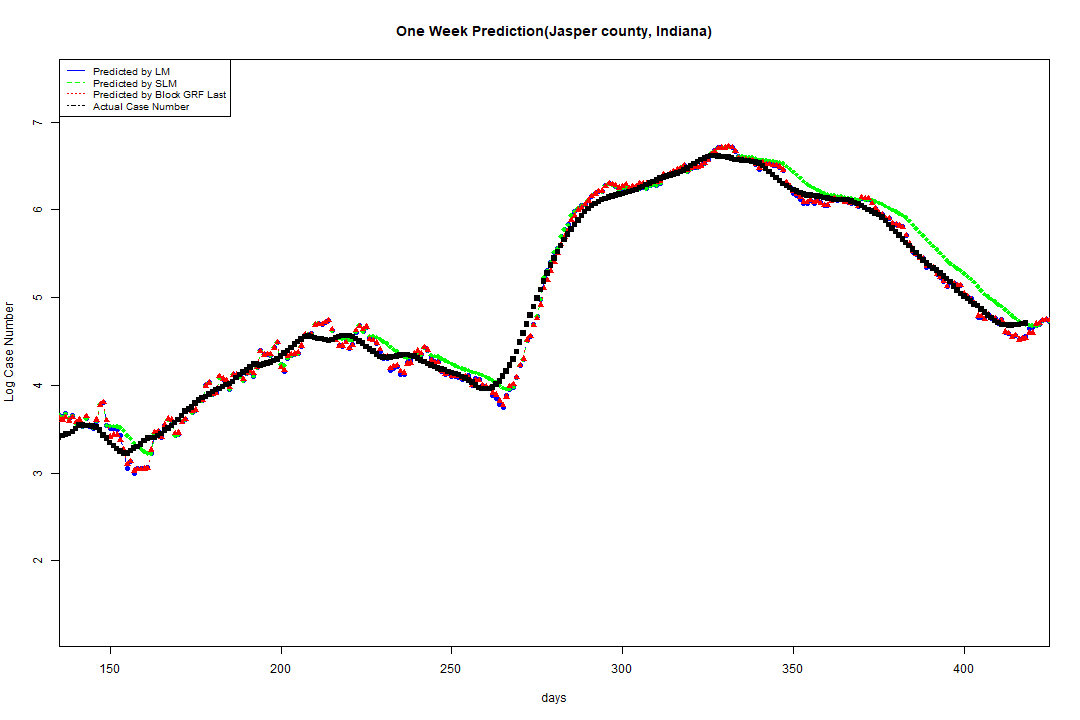 One Week Prediction(Jasper county, Indiana)
Predicted by LM
Predicted by SLM
Predicted by Block GRF Last
Actual Case Number
7
6
5
4
3
2
Log Case Number
150 200 250 300 350 400
days